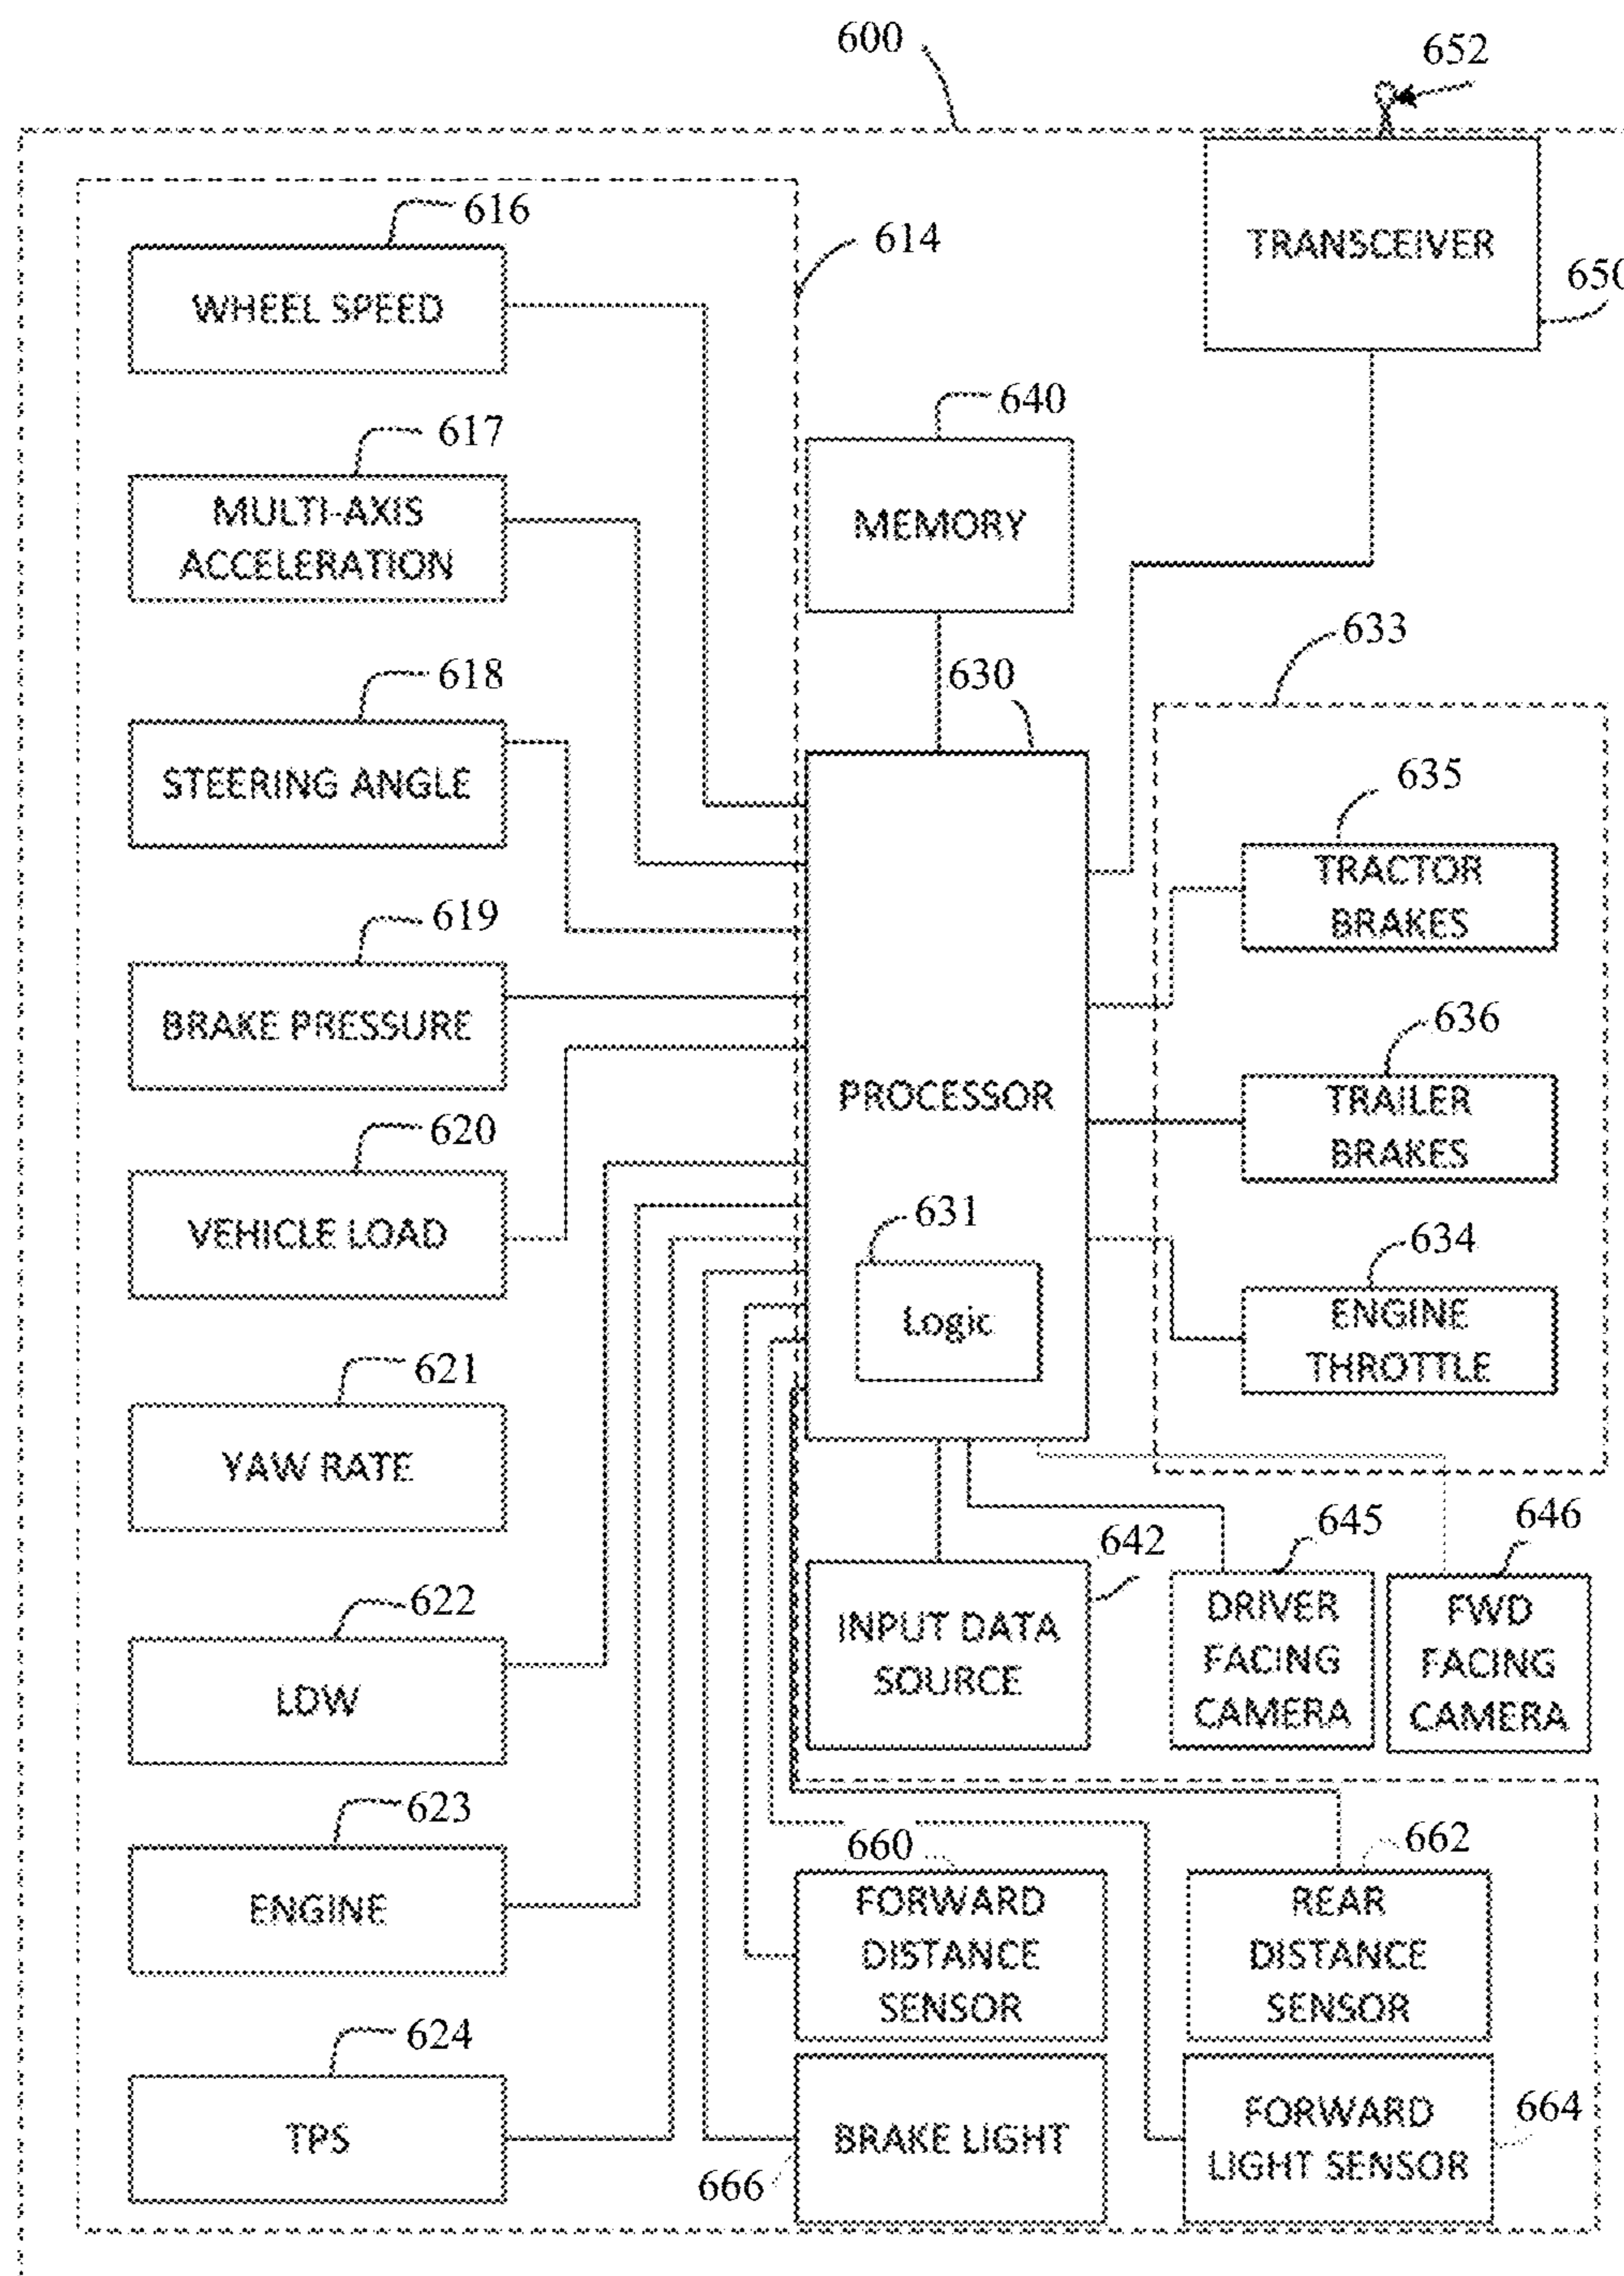 600
652
616
614
WHEEL SPEED
TRANSCEIVER
650
617
MULTI-AXIS
ACCELERATION
640
MEMORY
618
STEERING ANGLE
630
633
635
TRACTOR
BRAKES
619
BRAKE PRESSURE
636
TRAILER
BRAKES
PROCESSOR
620
VEHICLE LOAD
631
Logic
634
ENGINE
THROTTLE
621
YAW RATE
642
INPUT DATA
SOURCE
645
DRIVER
FACING
CAMERA
646
FWD
FACING
CAMERA
622
LDW
623
ENGINE
660
FORWARD
DISTANCE
SENSOR
662
REAR
DISTANCE
SENSOR
624
TPS
BRAKE LIGHT
666
FORWARD
LIGHT SENSOR
664